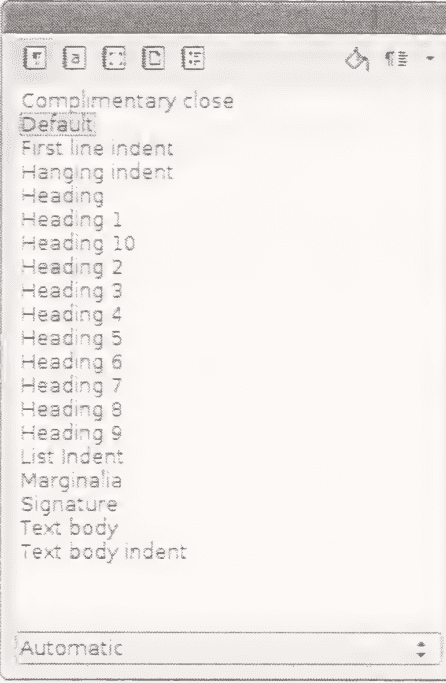 Complimentary close
Default
First line indent
Hanging indent
Heading
Heading 1
Heading 10
Heading 2
Heading 3
Heading 4
Heading 5
Heading 6
Heading 7
Heading 8
Heading 9
List Indent
Marginalia
Signature
Text body
Text body indent
Automatic